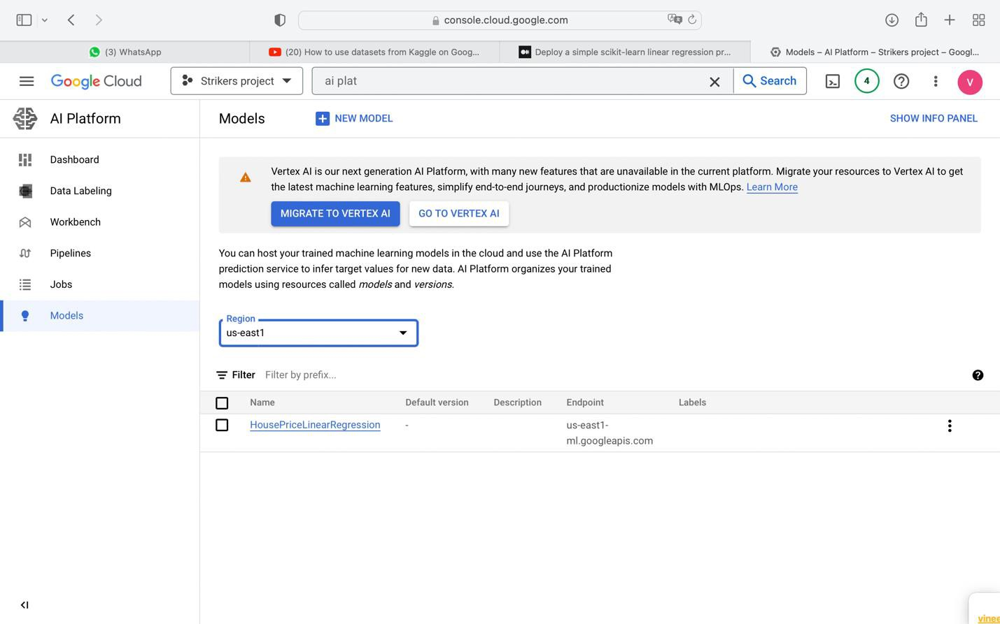 console.cloud.google.com
(3) WhatsApp
(20) How to use datasets from Kaggle on Goog...
Deploy a simple scikit-learn linear regression pr...
Models – AI Platform – Strikers project – Googl...
Google Cloud
Strikers project
ai plat
Search
4
V
AI Platform
Models
NEW MODEL
SHOW INFO PANEL
Dashboard
Data Labeling
Workbench
Pipelines
Jobs
Models
Vertex AI is our next generation AI Platform, with many new features that are unavailable in the current platform. Migrate your resources to Vertex AI to get
the latest machine learning features, simplify end-to-end journeys, and productionize models with MLOps. Learn More
MIGRATE TO VERTEX AI
GO TO VERTEX AI
You can host your trained machine learning models in the cloud and use the AI Platform
prediction service to infer target values for new data. AI Platform organizes your trained
models using resources called models and versions.
Region
us-east1
Filter Filter by prefix...
Name Default version Description Endpoint Labels
HousePriceLinearRegression - us-east1-
ml.googleapis.com